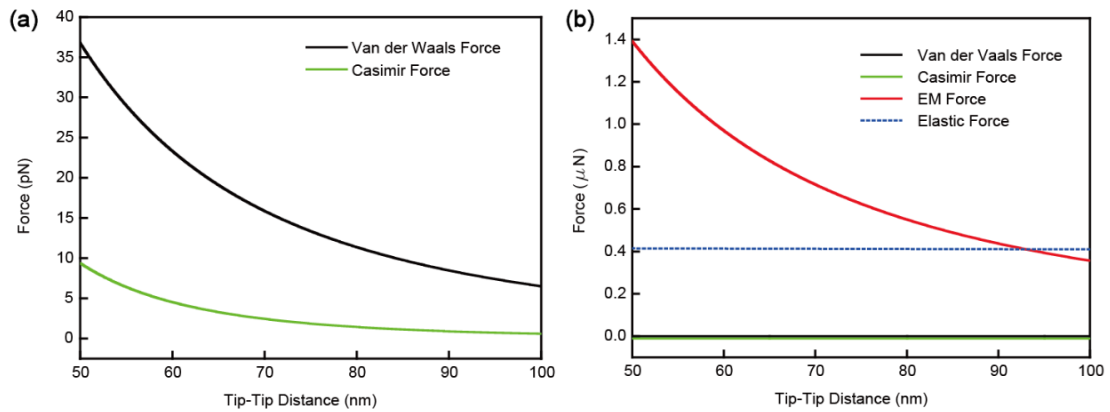 (a)
40
35
30
25
20
15
10
5
0
Force (pN)
Van der Waals Force
Casimir Force
50 60 70 80 90 100
Tip-Tip Distance (nm)
(b)
1.4
1.2
1.0
0.8
0.6
0.4
0.2
0.0
Force (μN)
Van der Vaals Force
Casimir Force
EM Force
Elastic Force
50 60 70 80 90 100
Tip-Tip Distance (nm)